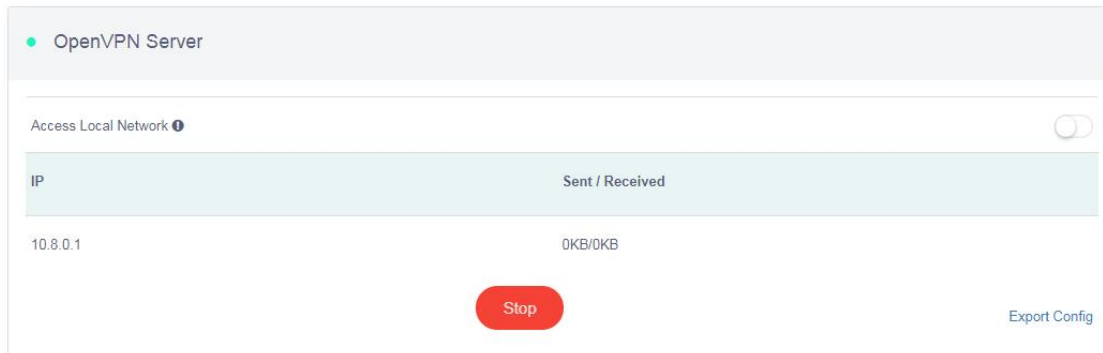 OpenVPN Server
Access Local Network
IP Sent / Received
10.8.0.1 0KB/0KB
Stop
Export Config